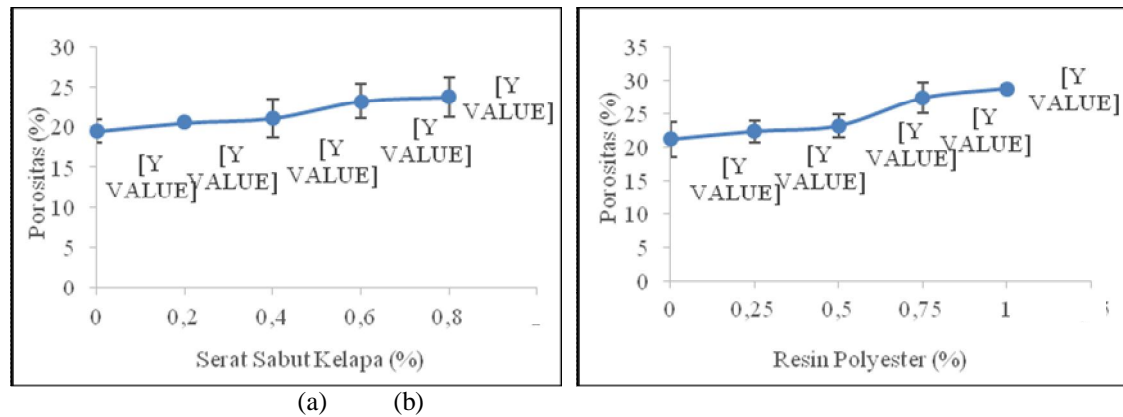 Porositas (%)
30
25
20
15
10
5
0
[Y VALUE]
[Y VALUE]
[Y VALUE]
[Y VALUE]
[Y VALUE]
0 0,2 0,4 0,6 0,8
Serat Sabut Kelapa (%)
Porositas (%)
35
30
25
20
15
10
5
0
[Y VALUE]
[Y VALUE]
[Y VALUE]
[Y VALUE]
[Y VALUE]
0 0,25 0,5 0,75 1
Resin Polyester (%)
(a) (b)